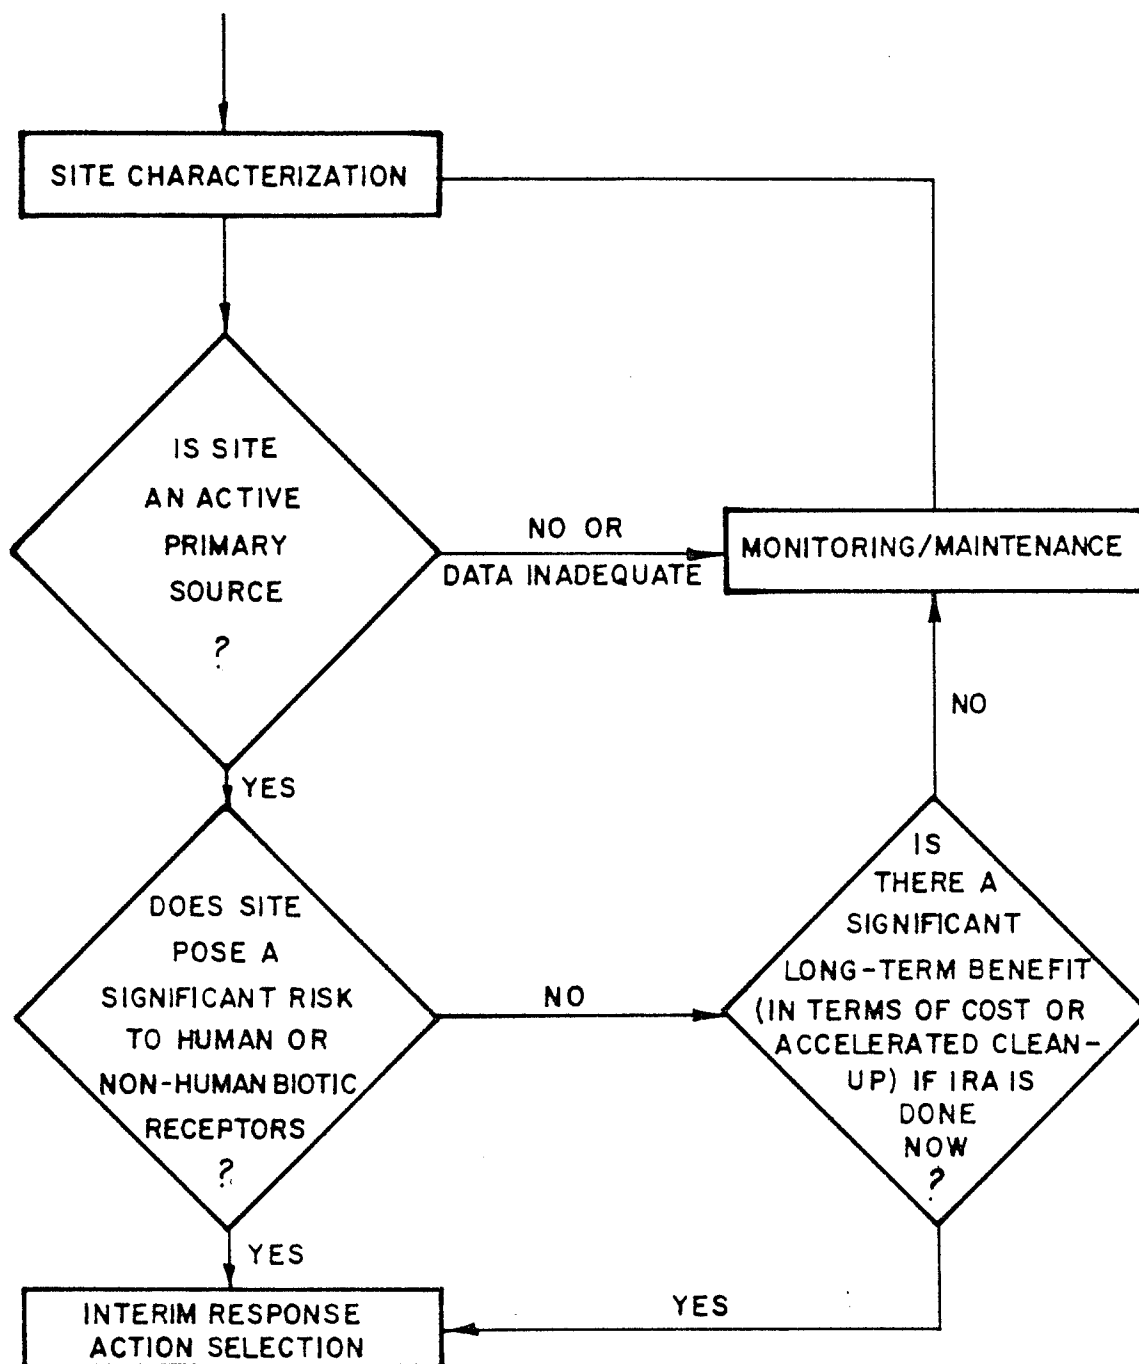 SITE CHARACTERIZATION
IS SITE
AN ACTIVE
PRIMARY
SOURCE
?
NO OR
DATA INADEQUATE
MONITORING/MAINTENANCE
NO
YES
DOES SITE
POSE A
SIGNIFICANT RISK
TO HUMAN OR
NON-HUMAN BIOTIC
RECEPTORS
?
NO
IS
THERE A
SIGNIFICANT
LONG-TERM BENEFIT
(IN TERMS OF COST OR
ACCELERATED CLEAN-
UP) IF IRA IS
DONE
NOW
?
YES
YES
INTERIM RESPONSE
ACTION SELECTION